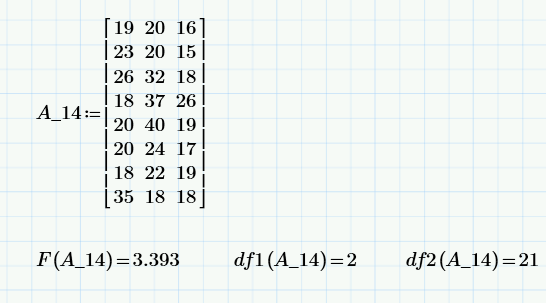 19 20 16
23 20 15
26 32 18
18 37 26
A_14:=
20 40 19
20 24 17
18 22 19
35 18 18
F(A_14)=3.393 df1(A_14)=2 df2(A_14)=21